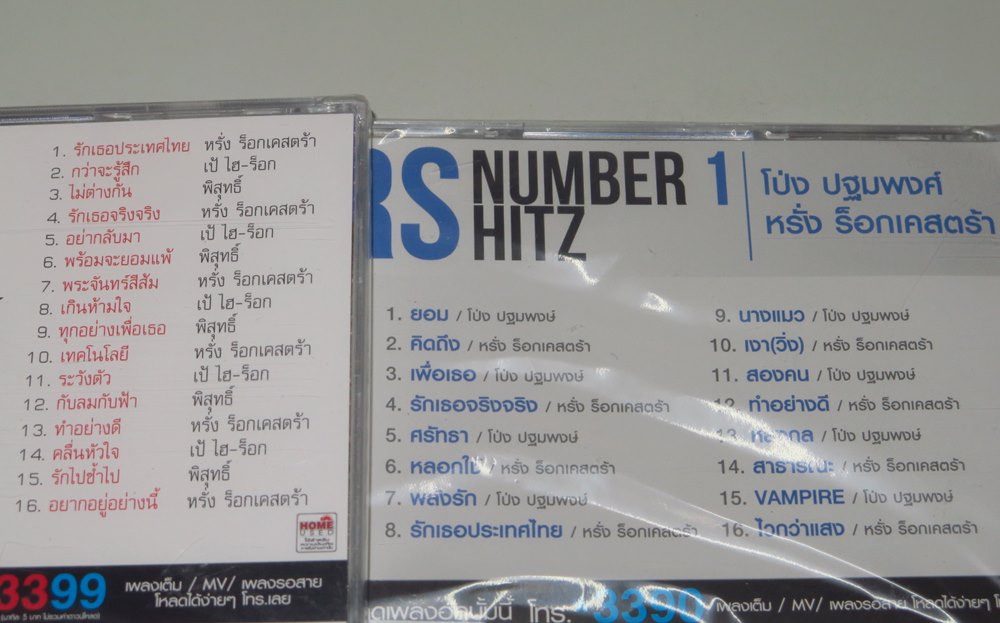 1. รักเธอประเทศไทย หรั่ง ร็อกเคสตร้า
2. กว่าจะรู้สึก เป้ ไฮ-ร็อก
3. ไม่ต่างกัน พิสุทธิ์
4. รักเธอจริงจริง หรั่ง ร็อกเคสตร้า
5. อย่ากลับมา เป้ ไฮ-ร็อก
6. พร้อมจะยอมแพ้ พิสุทธิ์
7. พระจันทร์สีส้ม หรั่ง ร็อกเคสตร้า
8. เกินห้ามใจ เป้ ไฮ-ร็อก
9. ทุกอย่างเพื่อเธอ พิสุทธิ์
10. เทคโนโลยี หรั่ง ร็อกเคสตร้า
11. ระวังตัว เป้ ไฮ-ร็อก
12. กับลมกับฟ้า พิสุทธิ์
13. ทำอย่างดี หรั่ง ร็อกเคสตร้า
14. คลื่นหัวใจ เป้ ไฮ-ร็อก
15. รักไปช้ำไป พิสุทธิ์
16. อยากอยู่อย่างนี้ หรั่ง ร็อกเคสตร้า
HOME
USED
3399
เพลงเต็ม / MV/ เพลงรอสาย
โหลดได้ง่ายๆ โทร.เลย
RS NUMBER 1
HITZ
โป่ง ปฐมพงศ์
หรั่ง ร็อกเคสตร้า
1. ยอม / โป่ง ปฐมพงษ์
2. คิดถึง / หรั่ง ร็อกเคสตร้า
3. เพื่อเธอ / โป่ง ปฐมพงษ์
4. รักเธอจริงจริง / หรั่ง ร็อกเคสตร้า
5. ศรัทธา / โป่ง ปฐมพงษ์
6. หลอกใช้ / หรั่ง ร็อกเคสตร้า
7. พลังรัก / โป่ง ปฐมพงษ์
8. รักเธอประเทศไทย / หรั่ง ร็อกเคสตร้า
9. นางแมว / โป่ง ปฐมพงษ์
10. เงา(วิ่ง) / หรั่ง ร็อกเคสตร้า
11. สองคน / โป่ง ปฐมพงษ์
12. ทำอย่างดี / หรั่ง ร็อกเคสตร้า
13. หลงกล / โป่ง ปฐมพงษ์
14. สาธารณะ / หรั่ง ร็อกเคสตร้า
15. VAMPIRE / โป่ง ปฐมพงษ์
16. ไวกว่าแสง / หรั่ง ร็อกเคสตร้า
โทร. 3390 เพลงเต็ม / MV/ เพลงรอสาย โหลดได้ง่ายๆ